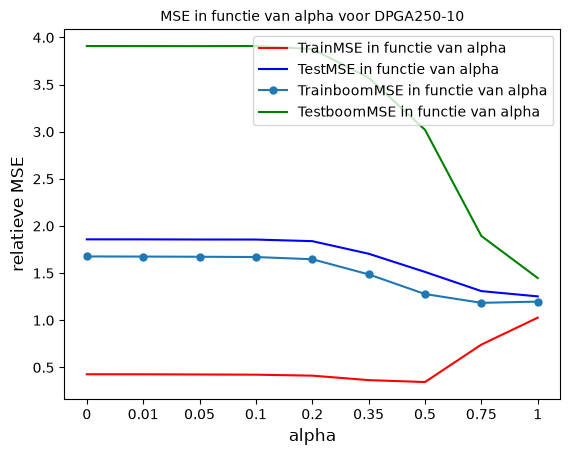 MSE in functie van alpha voor DPGA250-10
TrainMSE in functie van alpha
TestMSE in functie van alpha
TrainboomMSE in functie van alpha
TestboomMSE in functie van alpha
relatieve MSE
4.0
3.5
3.0
2.5
2.0
1.5
1.0
0.5
0 0.01 0.05 0.1 0.2 0.35 0.5 0.75 1
alpha